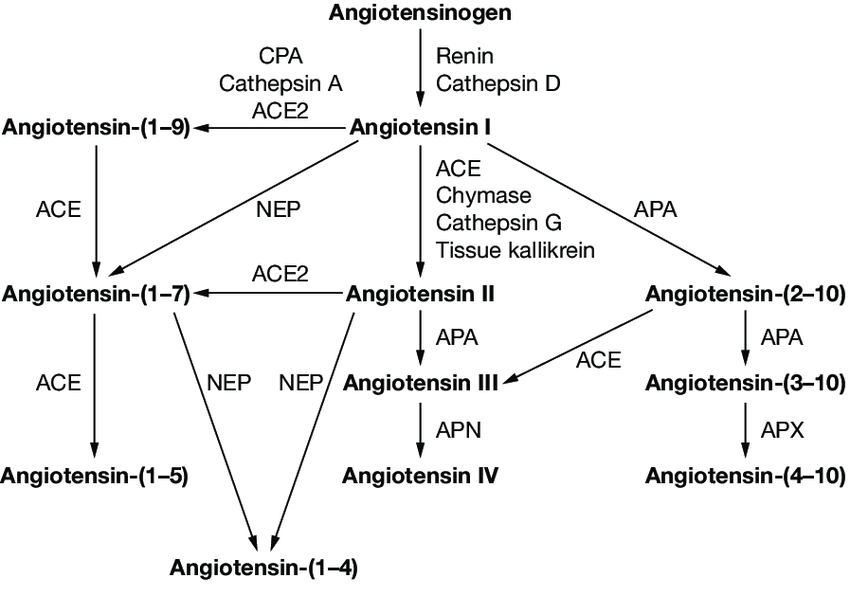 Angiotensinogen
CPA
Cathepsin A
ACE2
Renin
Cathepsin D
Angiotensin-(1–9)
Angiotensin I
ACE
NEP
ACE
Chymase
Cathepsin G
Tissue kallikrein
APA
Angiotensin-(1–7)
ACE2
Angiotensin II
Angiotensin-(2–10)
ACE
NEP
NEP
APA
ACE
APA
Angiotensin III
Angiotensin-(3–10)
APN
APX
Angiotensin-(1–5)
Angiotensin IV
Angiotensin-(4–10)
Angiotensin-(1–4)